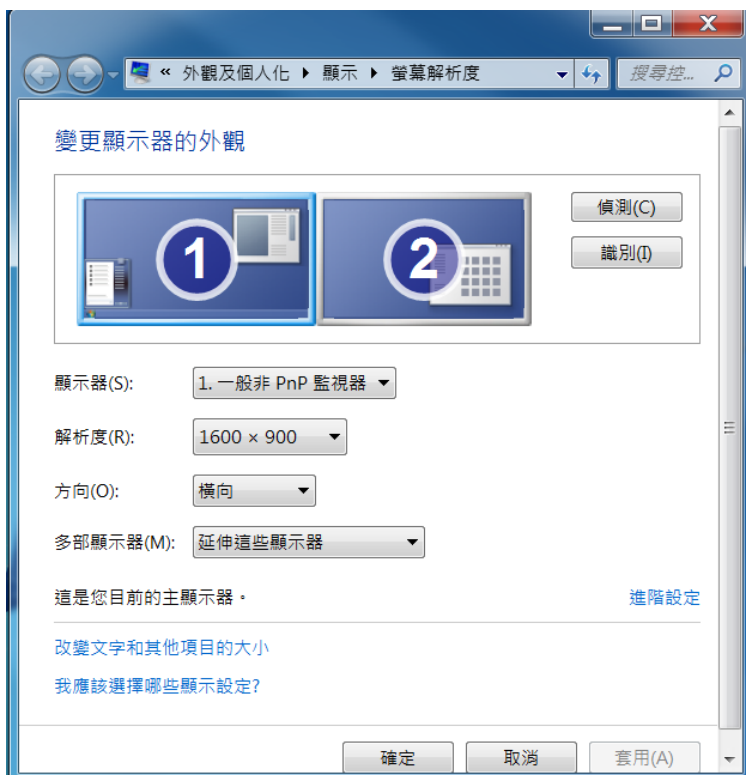 « 外觀及個人化 ▸ 顯示 ▸ 螢幕解析度 搜尋控...
變更顯示器的外觀
1 2
偵測(C)
識別(I)
顯示器(S): 1. 一般非 PnP 監視器
解析度(R): 1600 × 900
方向(O): 橫向
多部顯示器(M): 延伸這些顯示器
這是您目前的主顯示器。 進階設定
改變文字和其他項目的大小
我應該選擇哪些顯示設定?
確定 取消 套用(A)